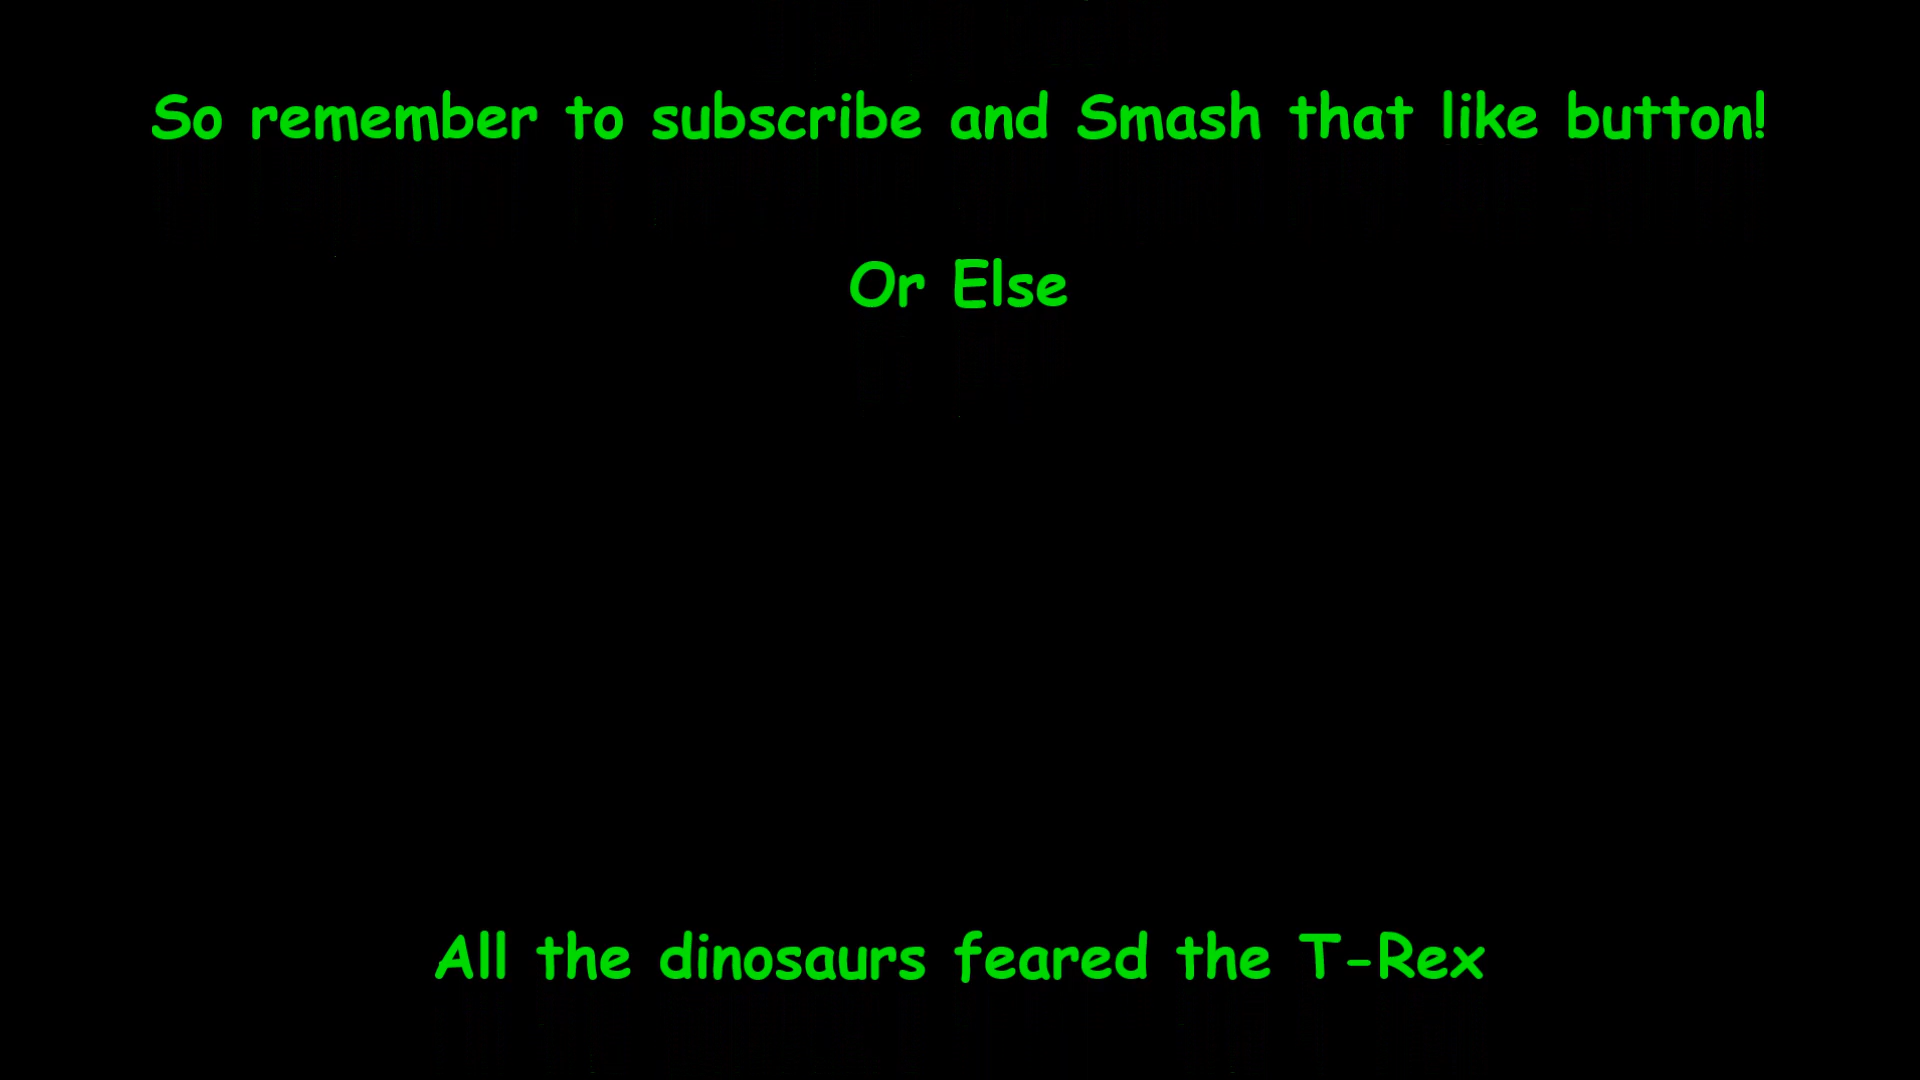 So remember to subscribe and Smash that like button!
Or Else
All the dinosaurs feared the T-Rex